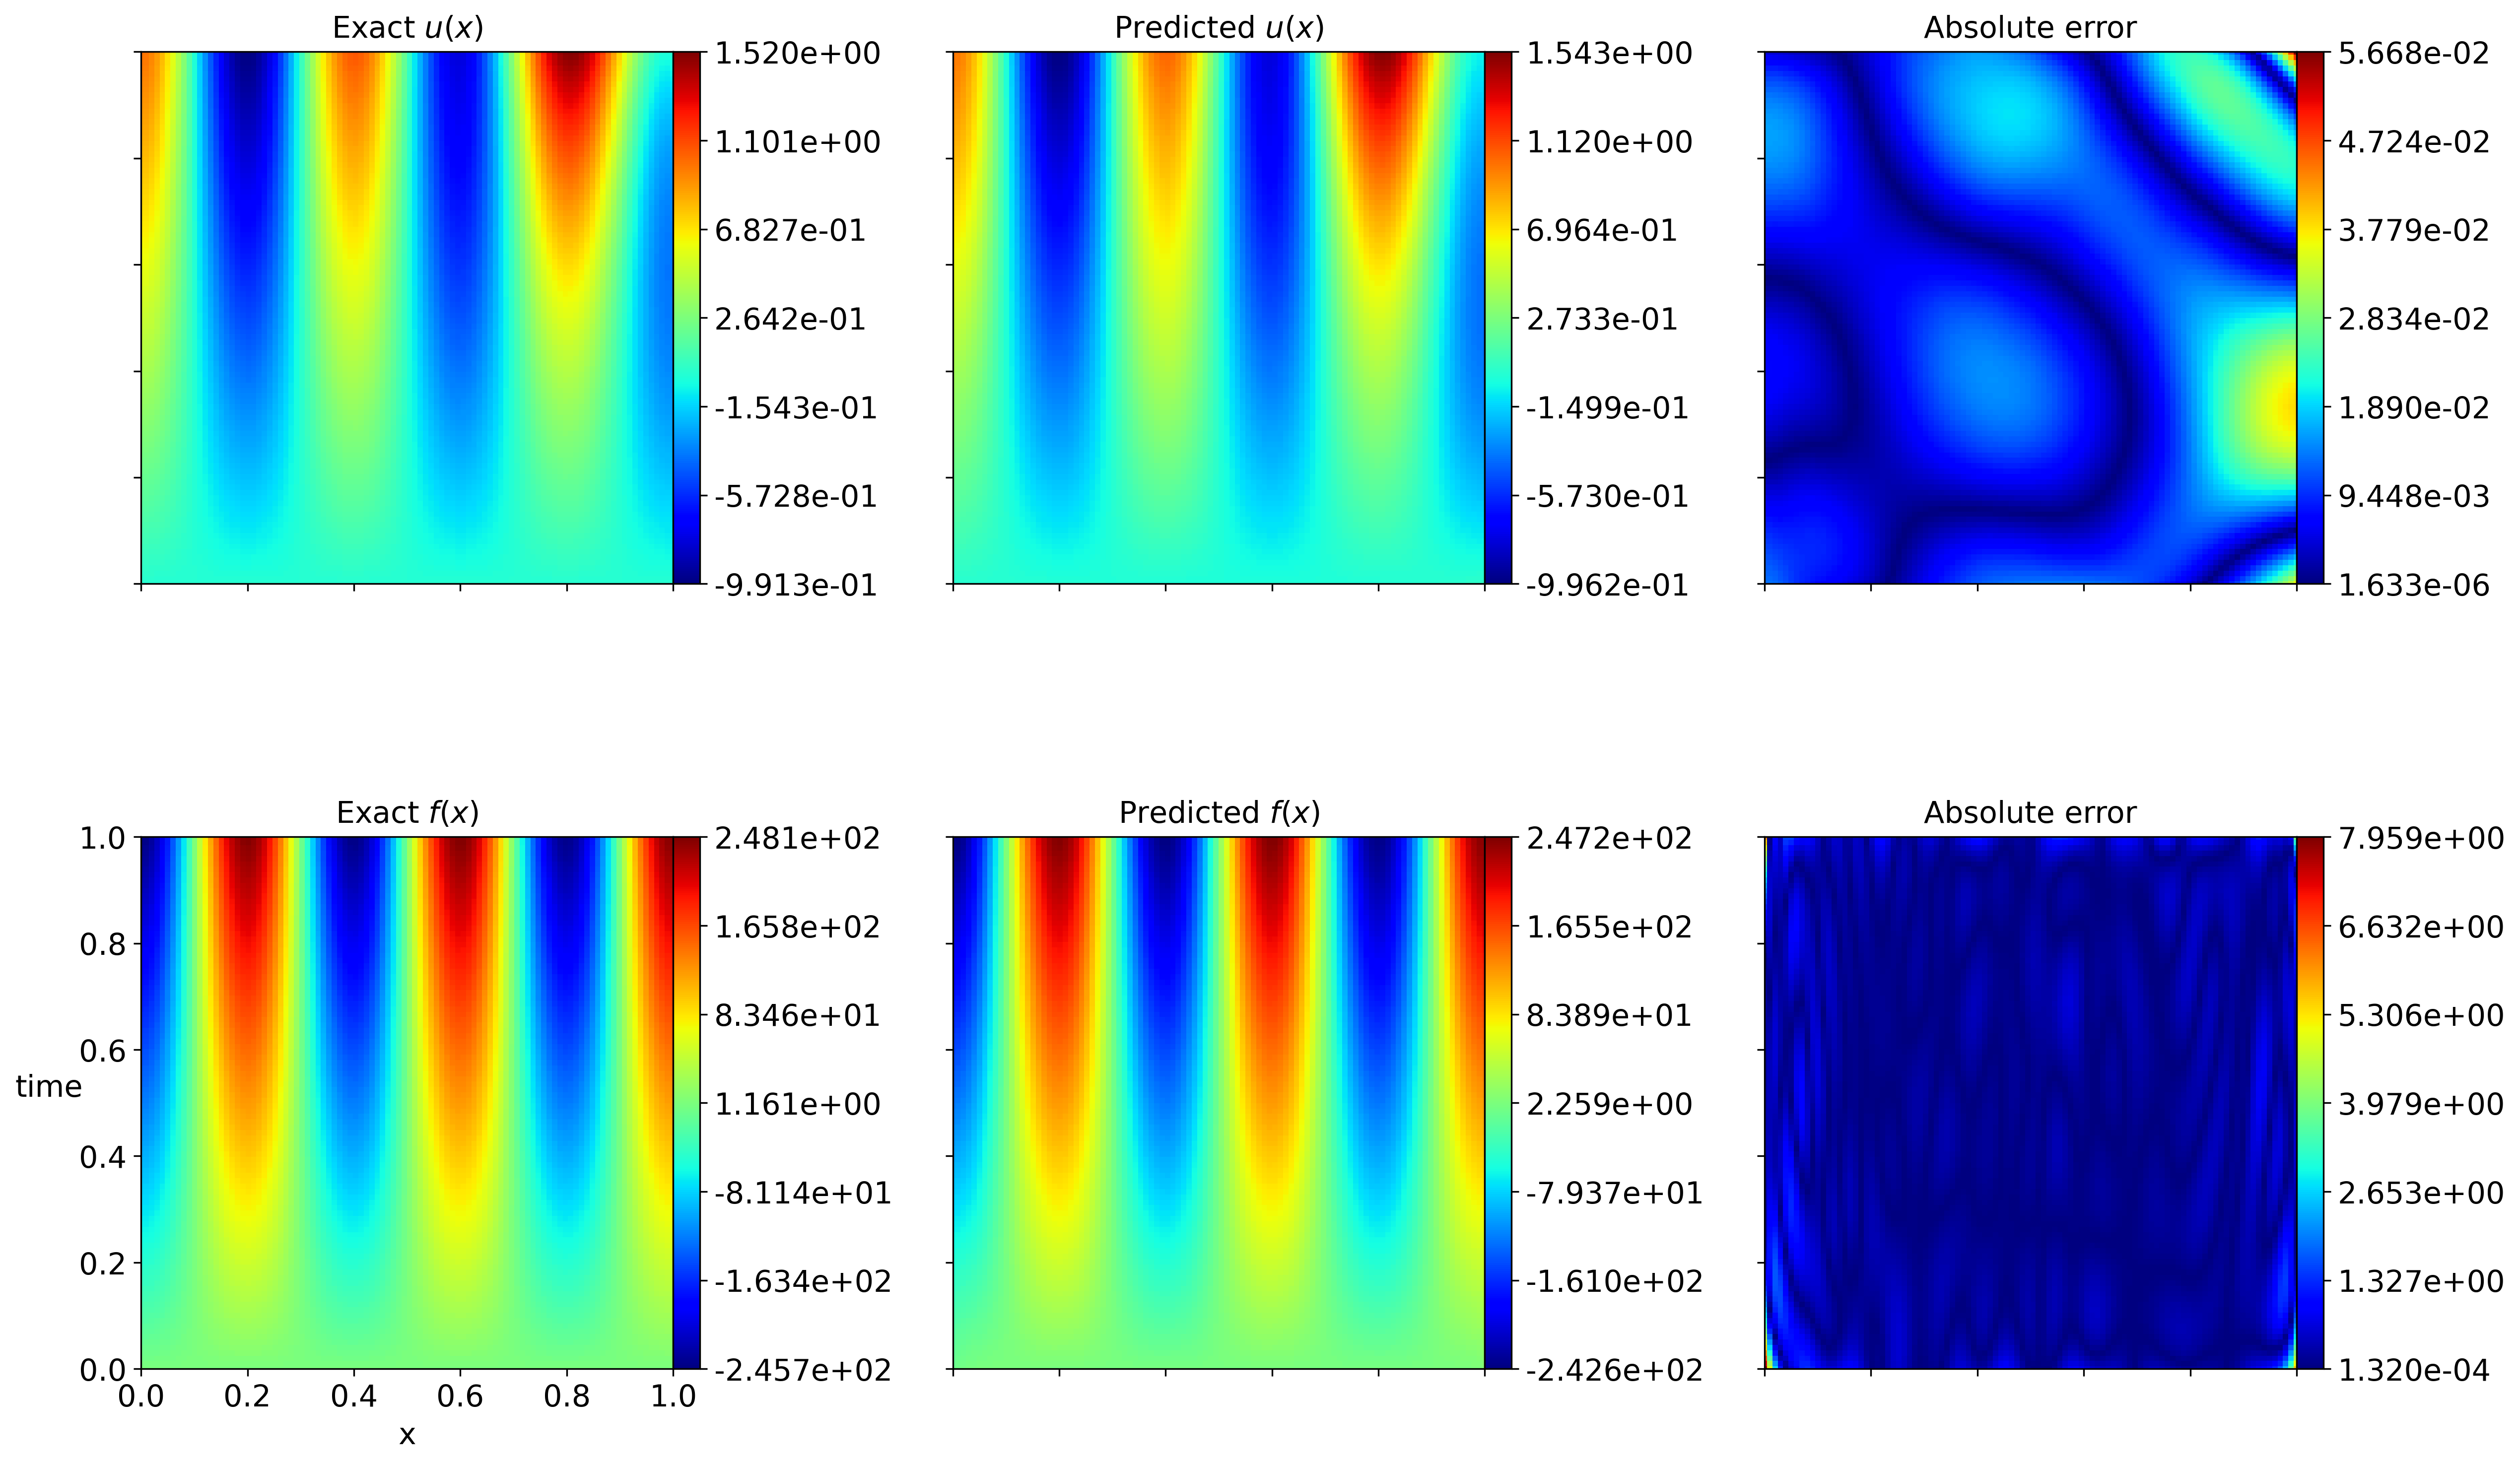 Exact u(x)
1.520e+00
1.101e+00
6.827e-01
2.642e-01
-1.543e-01
-5.728e-01
-9.913e-01
Predicted u(x)
1.543e+00
1.120e+00
6.964e-01
2.733e-01
-1.499e-01
-5.730e-01
-9.962e-01
Absolute error
5.668e-02
4.724e-02
3.779e-02
2.834e-02
1.890e-02
9.448e-03
1.633e-06
Exact f(x)
1.0
0.8
0.6
time
0.4
0.2
0.0
0.0 0.2 0.4 0.6 0.8 1.0
x
2.481e+02
1.658e+02
8.346e+01
1.161e+00
-8.114e+01
-1.634e+02
-2.457e+02
Predicted f(x)
2.472e+02
1.655e+02
8.389e+01
2.259e+00
-7.937e+01
-1.610e+02
-2.426e+02
Absolute error
7.959e+00
6.632e+00
5.306e+00
3.979e+00
2.653e+00
1.327e+00
1.320e-04